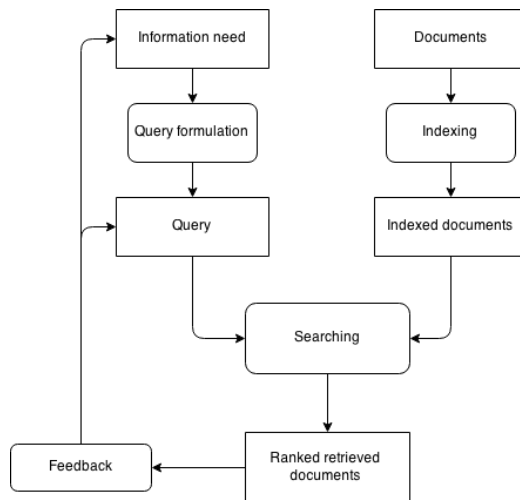 Information need
Documents
Query formulation
Indexing
Query
Indexed documents
Searching
Ranked retrieved
documents
Feedback